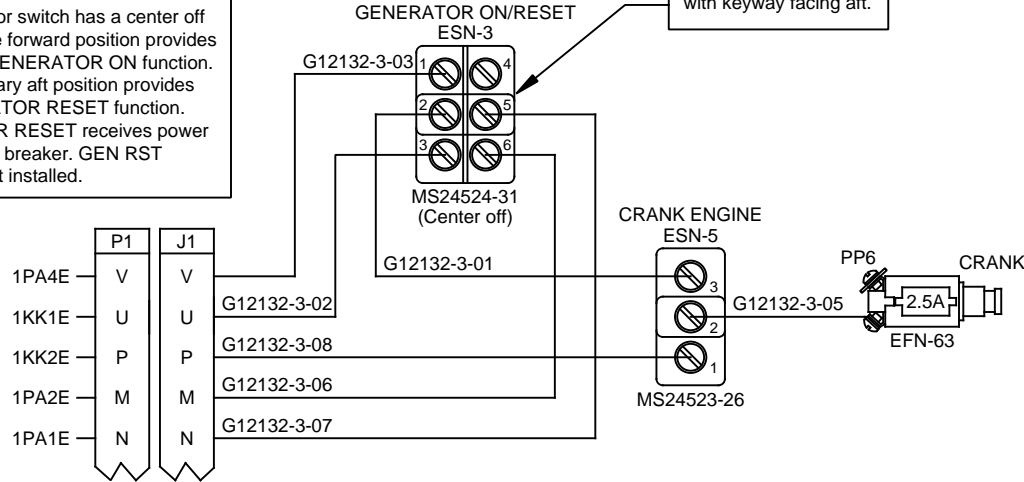 or switch has a center off
forward position provides
GENERATOR ON function.
ary aft position provides
TOR RESET function.
R RESET receives power
breaker. GEN RST
t installed.
GENERATOR ON/RESET
ESN-3
with keyway facing aft.
G12132-3-03
1
4
2
5
3
6
MS24524-31
(Center off)
CRANK ENGINE
ESN-5
P1
J1
G12132-3-01
3
PP6
CRANK
1PA4E
V
V
1KK1E
U
U
G12132-3-02
2
G12132-3-05
2.5A
EFN-63
1KK2E
P
P
G12132-3-08
1
MS24523-26
1PA2E
M
M
G12132-3-06
1PA1E
N
N
G12132-3-07